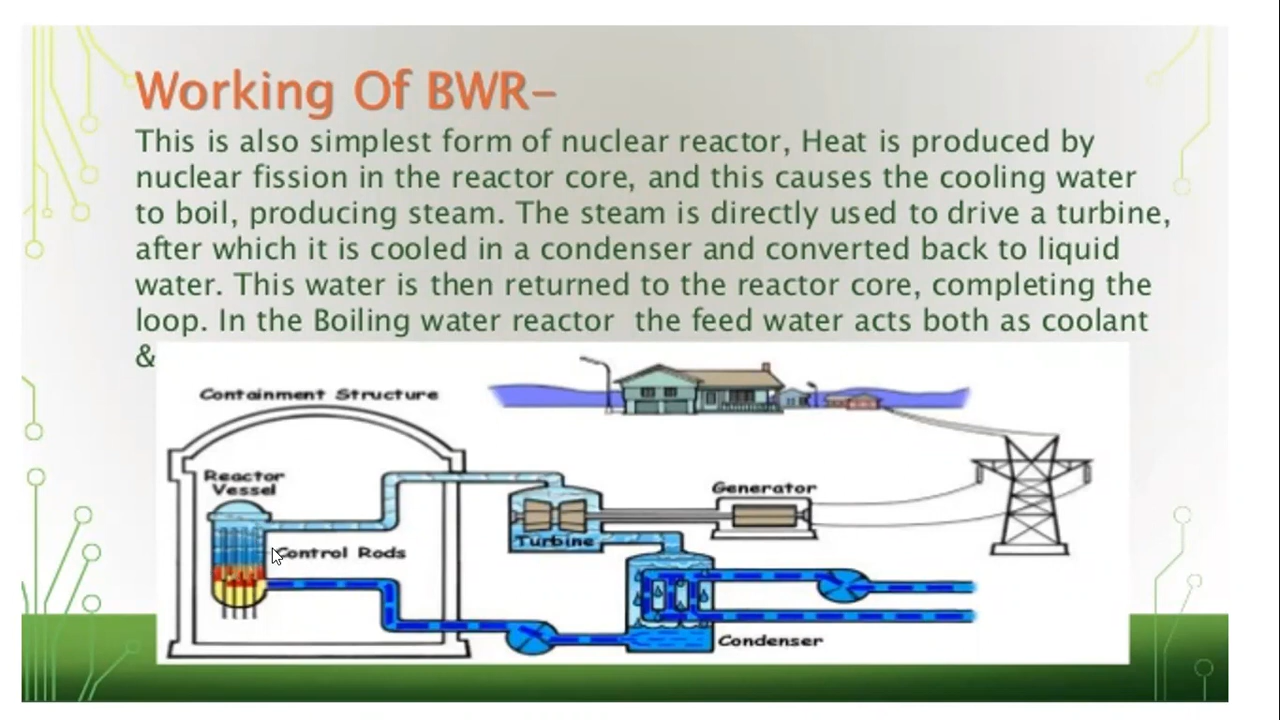 Working Of BWR-
This is also simplest form of nuclear reactor, Heat is produced by
nuclear fission in the reactor core, and this causes the cooling water
to boil, producing steam. The steam is directly used to drive a turbine,
after which it is cooled in a condenser and converted back to liquid
water. This water is then returned to the reactor core, completing the
loop. In the Boiling water reactor  the feed water acts both as coolant
&
Containment Structure
Reactor
Vessel
Generator
Turbine
Control Rods
Condenser